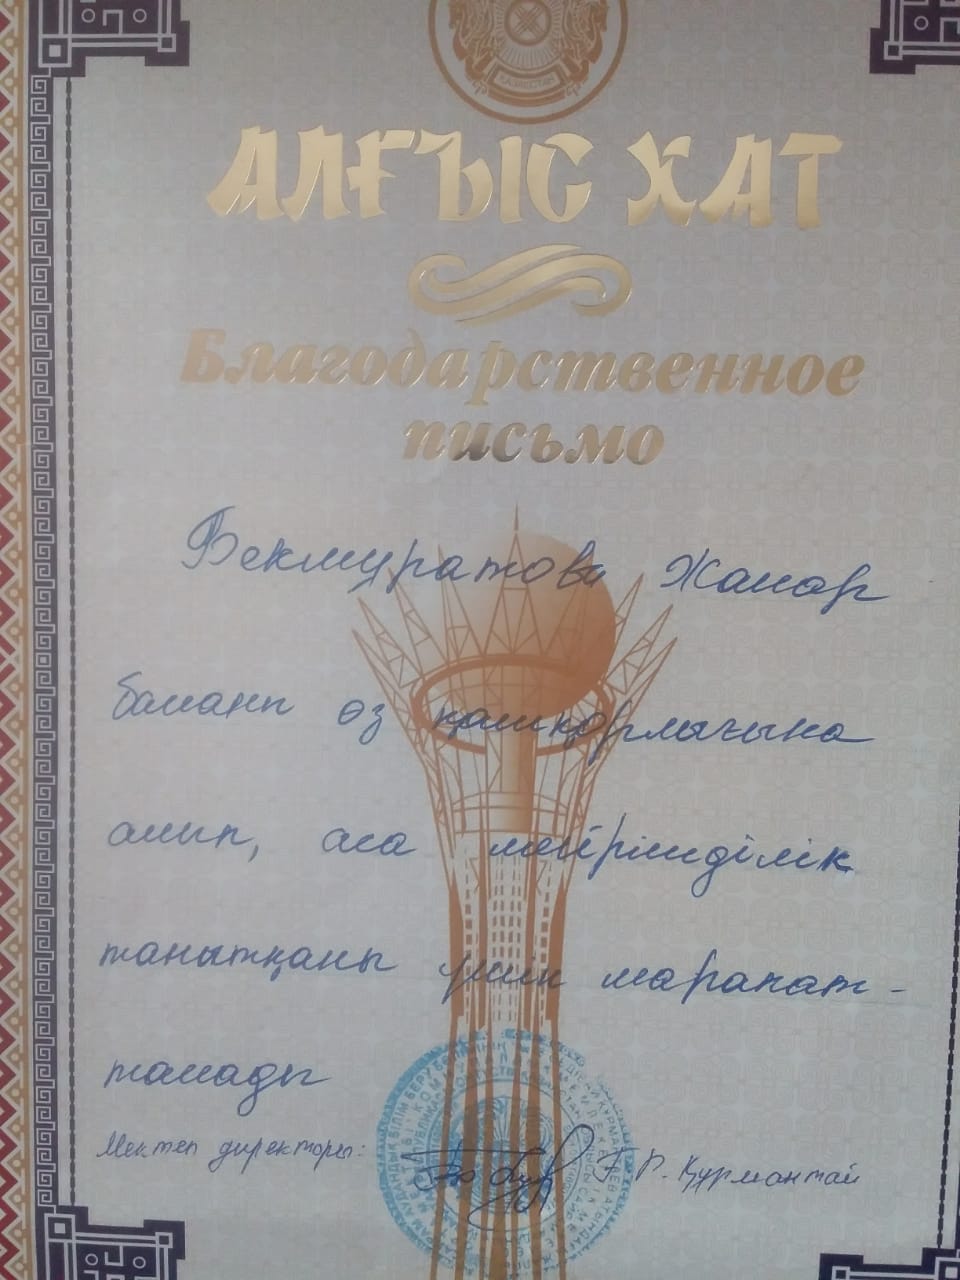 ҚАЗАҚСТАН
АЛҒЫС ХАТ
Благодарственное
письмо
Бекмуратова Жанар
баланы өз қамқорлығына
алып, аса мейірімділік
танытқаны үшін марапат-
талады
Мектеп директоры: Г. Құрмантай